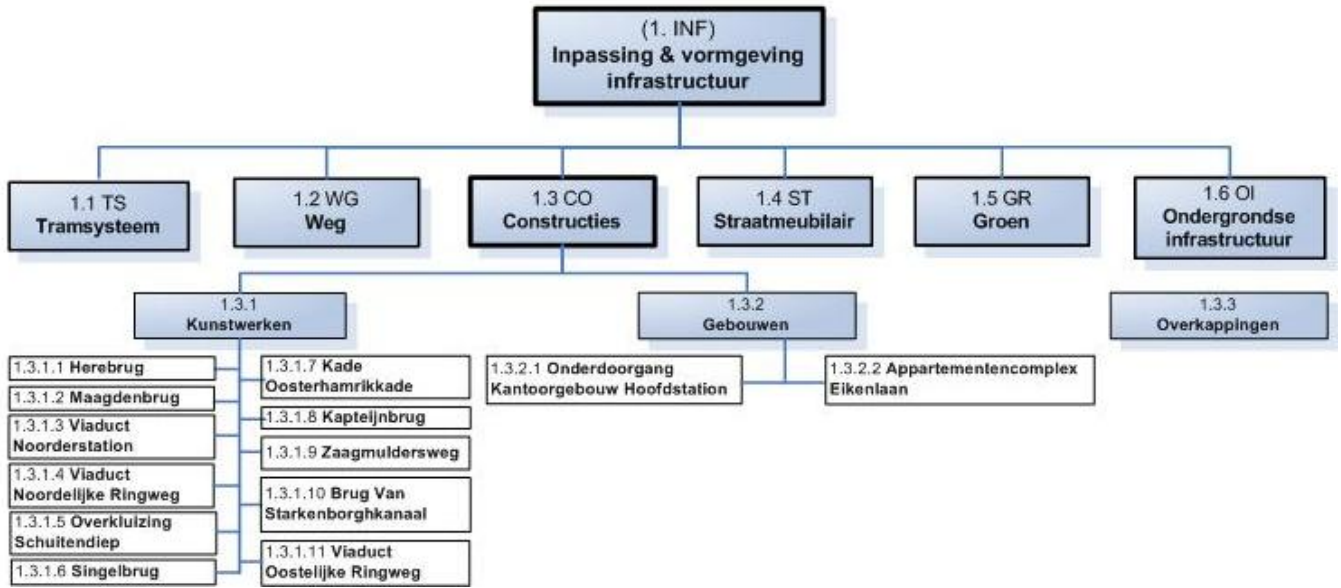 (1. INF)
Inpassing & vormgeving
infrastructuur
1.1 TS
Tramsysteem
1.2 WG
Weg
1.3 CO
Constructies
1.4 ST
Straatmeubilair
1.5 GR
Groen
1.6 OI
Ondergrondse
infrastructuur
1.3.1
Kunstwerken
1.3.2
Gebouwen
1.3.3
Overkappingen
1.3.1.1 Herebrug
1.3.1.2 Maagdenbrug
1.3.1.3 Viaduct
Noorderstation
1.3.1.4 Viaduct
Noordelijke Ringweg
1.3.1.5 Overkluizing
Schuitendiep
1.3.1.6 Singelbrug
1.3.1.7 Kade
Oosterhamrikkade
1.3.1.8 Kapteijnbrug
1.3.1.9 Zaagmuldersweg
1.3.1.10 Brug Van
Starkenborghkanaal
1.3.1.11 Viaduct
Oostelijke Ringweg
1.3.2.1 Onderdoorgang
Kantoorgebouw Hoofdstation
1.3.2.2 Appartementencomplex
Eikenlaan